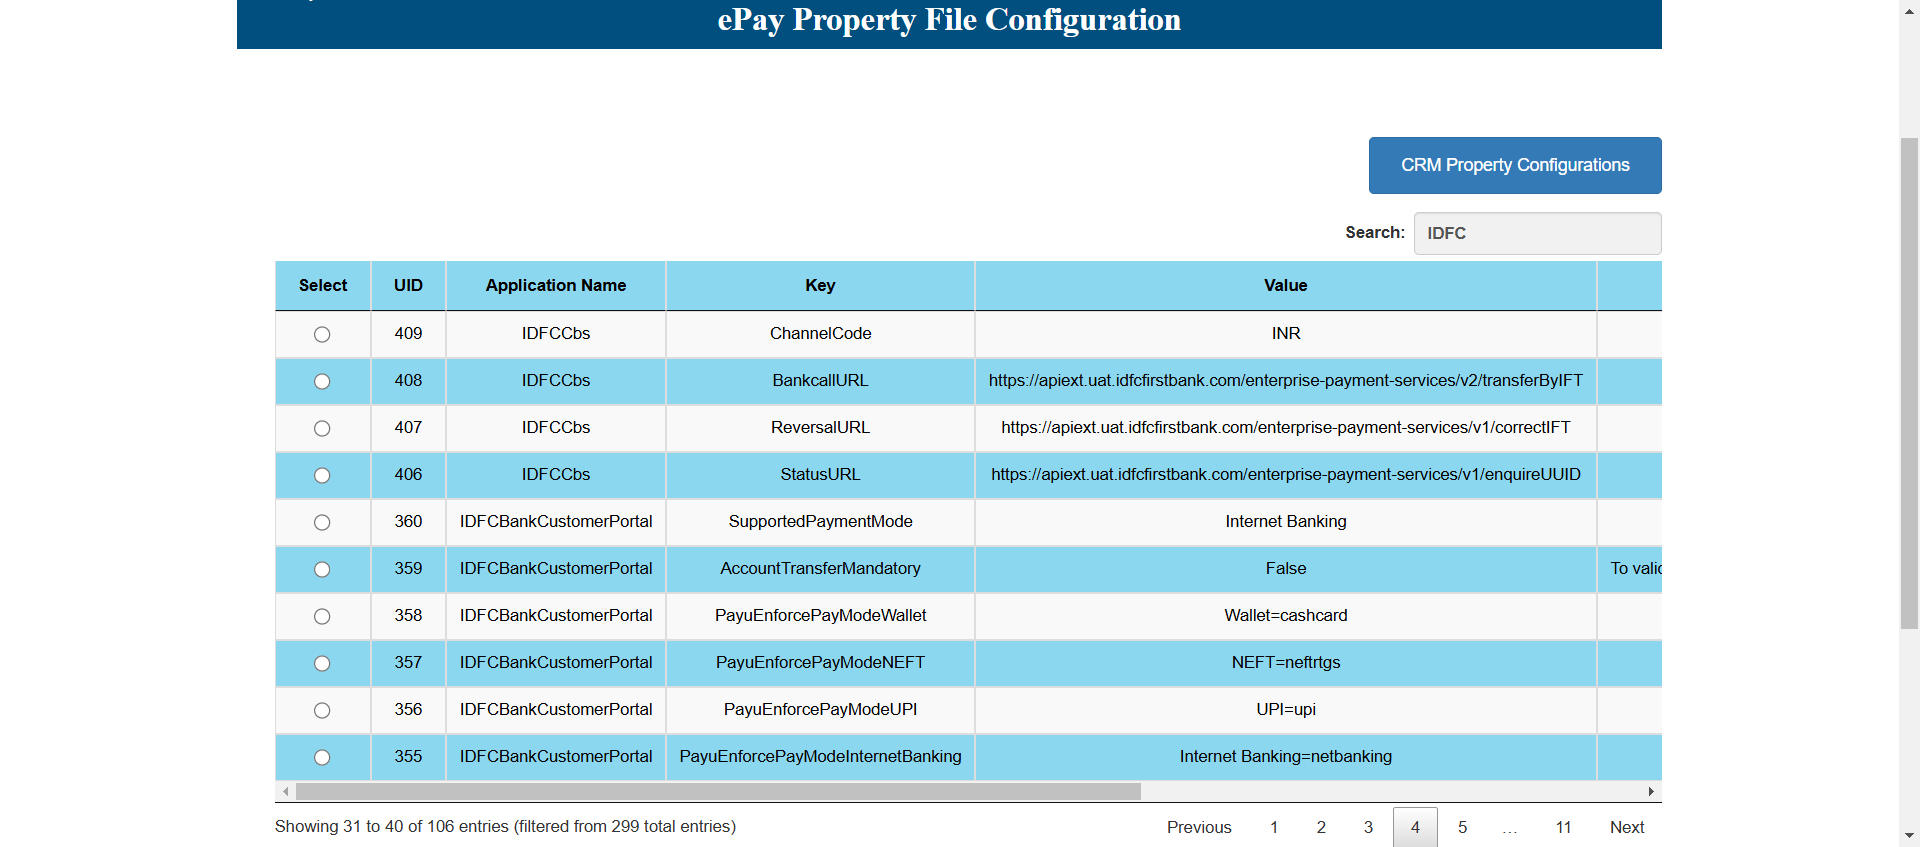 ePay Property File Configuration
CRM Property Configurations
Search: IDFC
Select UID Application Name Key Value
409 IDFCCbs ChannelCode INR
408 IDFCCbs BankcallURL https://apiext.uat.idfcfirstbank.com/enterprise-payment-services/v2/transferByIFT
407 IDFCCbs ReversalURL https://apiext.uat.idfcfirstbank.com/enterprise-payment-services/v1/correctIFT
406 IDFCCbs StatusURL https://apiext.uat.idfcfirstbank.com/enterprise-payment-services/v1/enquireUUID
360 IDFCBankCustomerPortal SupportedPaymentMode Internet Banking
359 IDFCBankCustomerPortal AccountTransferMandatory False To valid
358 IDFCBankCustomerPortal PayuEnforcePayModeWallet Wallet=cashcard
357 IDFCBankCustomerPortal PayuEnforcePayModeNEFT NEFT=neftrtgs
356 IDFCBankCustomerPortal PayuEnforcePayModeUPI UPI=upi
355 IDFCBankCustomerPortal PayuEnforcePayModeInternetBanking Internet Banking=netbanking
Showing 31 to 40 of 106 entries (filtered from 299 total entries) Previous 1 2 3 4 5 … 11 Next